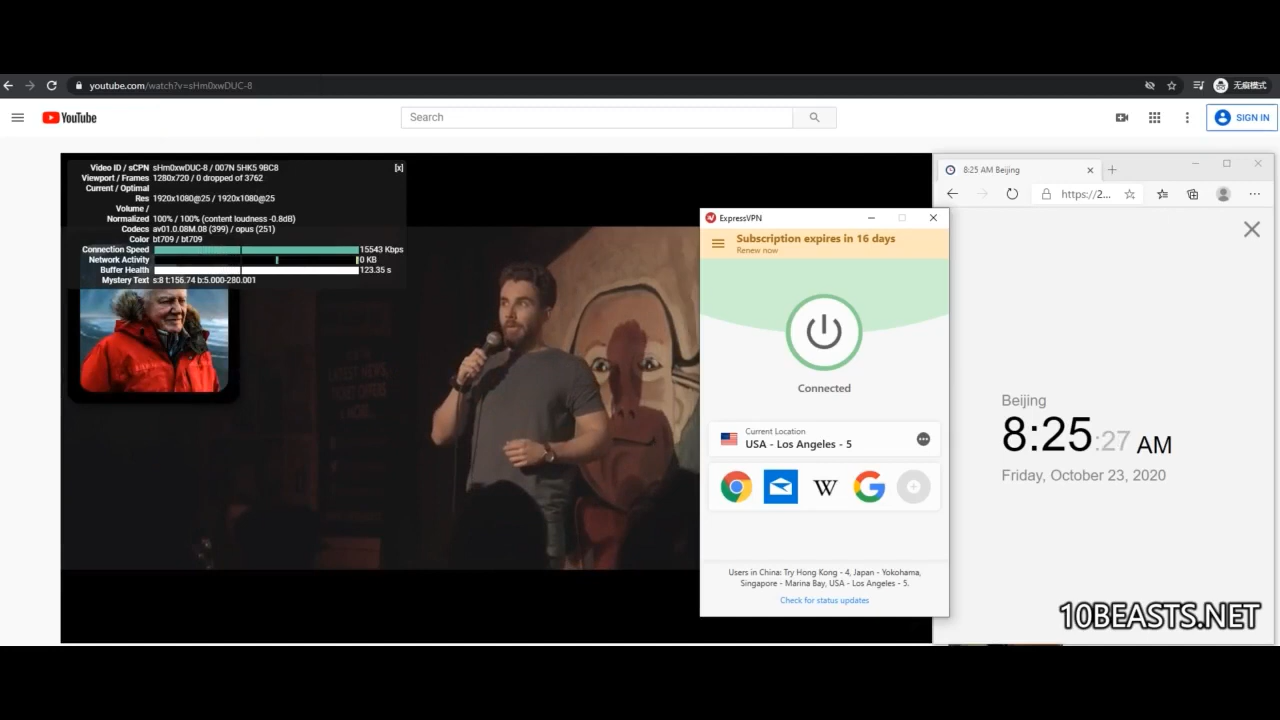 youtube.com/watch?v=sHm0xwDUC-8
无痕模式
YouTube
Search
SIGN IN
Video ID / sCPN sHm0xwDUC-8 / 007N 5HK5 9BC8
[x]
Viewport / Frames 1280x720 / 0 dropped of 3762
Current / Optimal
Res 1920x1080@25 / 1920x1080@25
Volume /
Normalized 100% / 100% (content loudness -0.8dB)
Codecs av01.0.08M.08 (399) / opus (251)
Color bt709 / bt709
Connection Speed 15543 Kbps
Network Activity 0 KB
Buffer Health 123.35 s
Mystery Text s:8 t:156.74 b:5.000-280.001
LATEST NEWS,
ExpressVPN
Subscription expires in 16 days
Renew now
Connected
Current Location
USA - Los Angeles - 5
W
G
Users in China: Try Hong Kong - 4, Japan - Yokohama,
Singapore - Marina Bay, USA - Los Angeles - 5.
Check for status updates
8:25 AM Beijing
https://2...
Beijing
8:25:27 AM
Friday, October 23, 2020
10BEASTS.NET